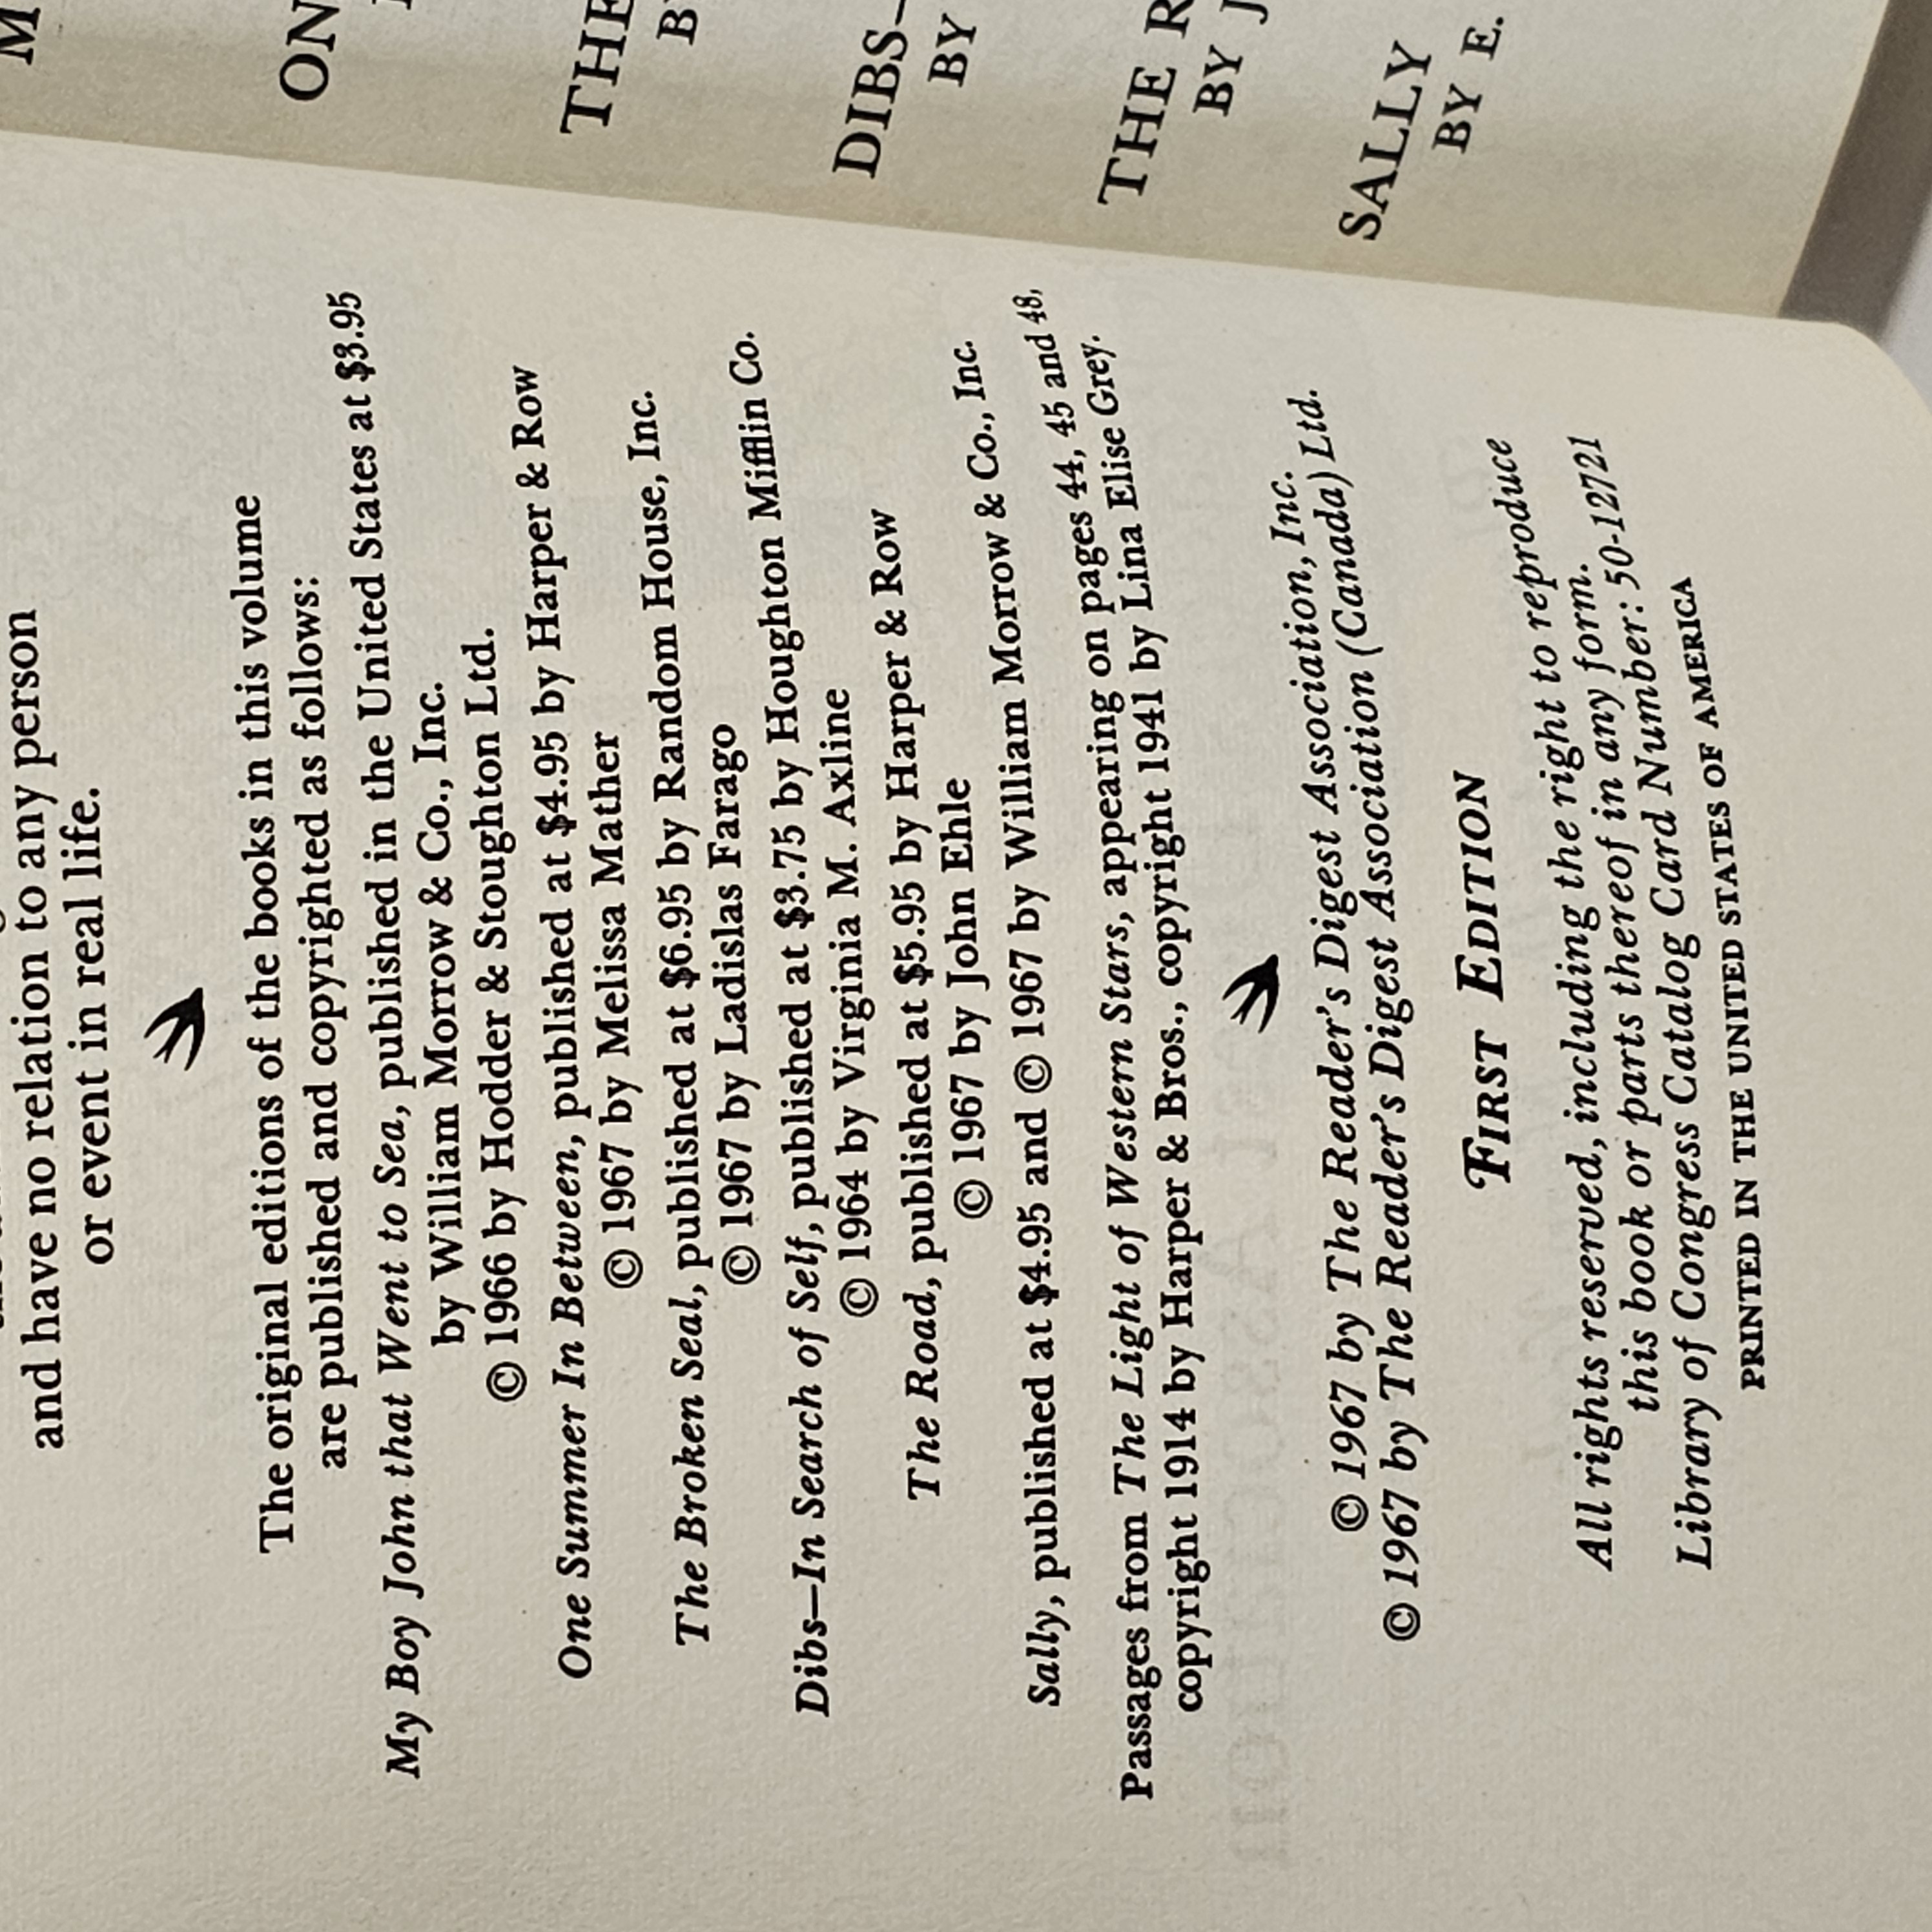 and have no relation to any person
or event in real life.
The original editions of the books in this volume
are published and copyrighted as follows:
My Boy John that Went to Sea, published in the United States at $3.95
by William Morrow & Co., Inc.
© 1966 by Hodder & Stoughton Ltd.
One Summer In Between, published at $4.95 by Harper & Row
© 1967 by Melissa Mather
The Broken Seal, published at $6.95 by Random House, Inc.
© 1967 by Ladislas Farago
Dibs—In Search of Self, published at $3.75 by Houghton Mifflin Co.
© 1964 by Virginia M. Axline
The Road, published at $5.95 by Harper & Row
© 1967 by John Ehle
Sally, published at $4.95 and © 1967 by William Morrow & Co., Inc.
Passages from The Light of Western Stars, appearing on pages 44, 45 and 48,
copyright 1914 by Harper & Bros., copyright 1941 by Lina Elise Grey.
© 1967 by The Reader's Digest Association, Inc.
© 1967 by The Reader's Digest Association (Canada) Ltd.
FIRST EDITION
All rights reserved, including the right to reproduce
this book or parts thereof in any form.
Library of Congress Catalog Card Number: 50-12721
PRINTED IN THE UNITED STATES OF AMERICA
M
ON
THE
BY
DIBS—
BY
THE R
BY J
SALLY
BY E.